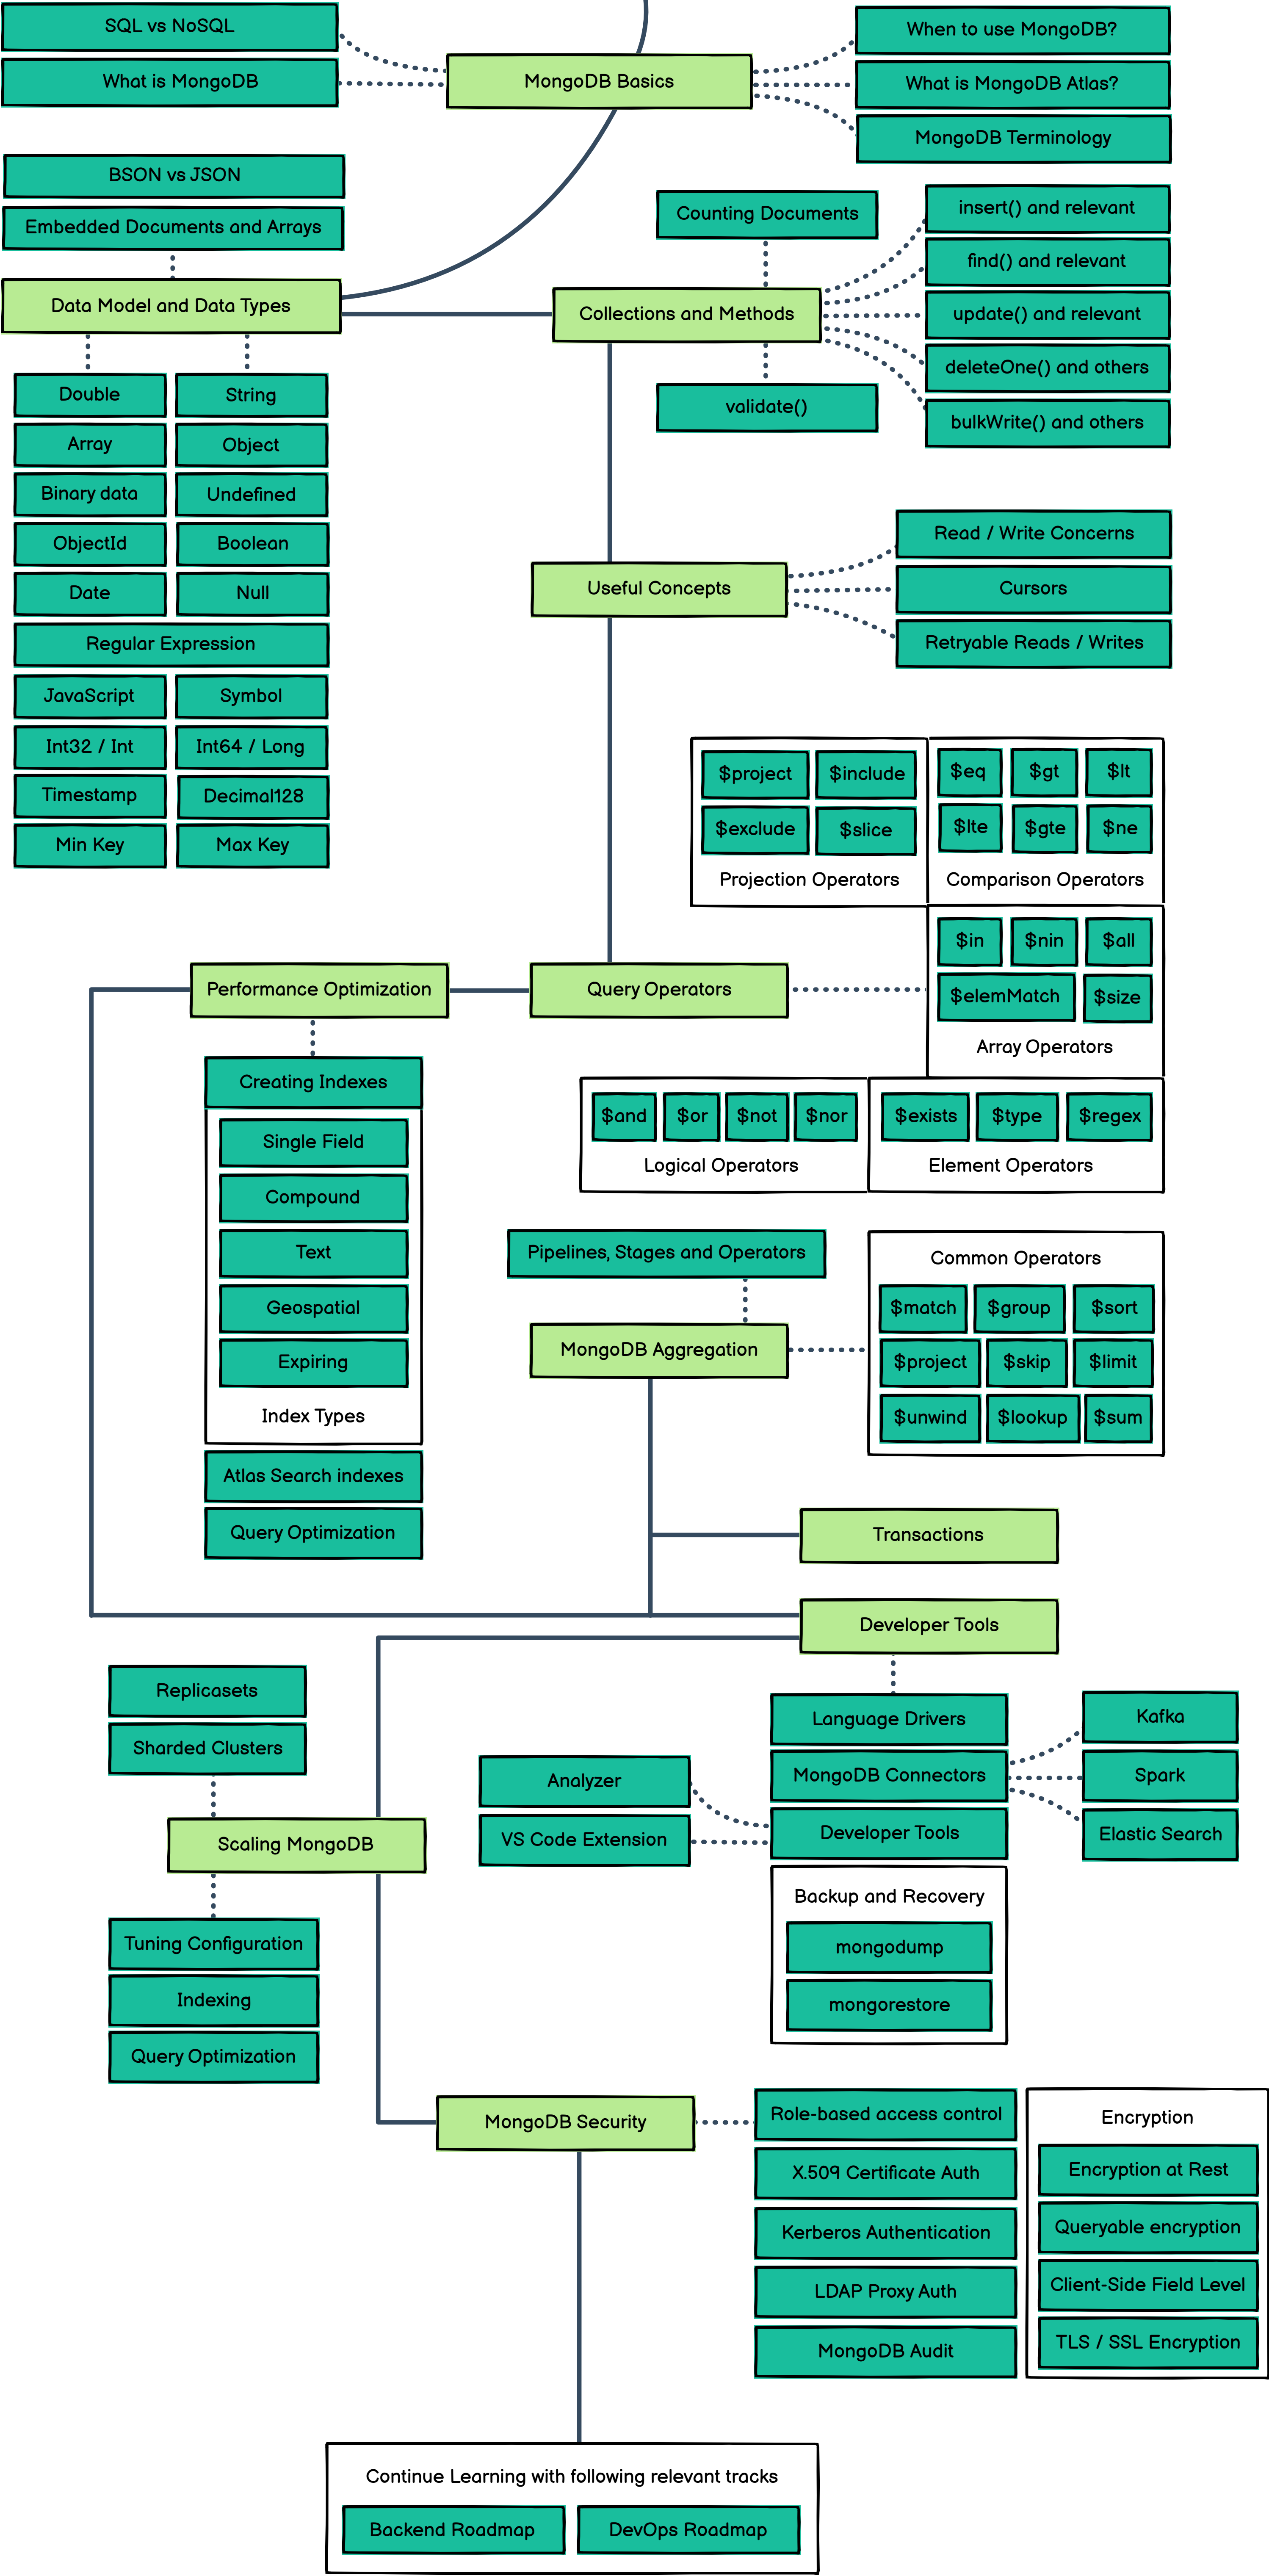 SQL vs NoSQL
What is MongoDB
MongoDB Basics
When to use MongoDB?
What is MongoDB Atlas?
MongoDB Terminology
BSON vs JSON
Embedded Documents and Arrays
Data Model and Data Types
Double
String
Array
Object
Binary data
Undefined
ObjectId
Boolean
Date
Null
Regular Expression
JavaScript
Symbol
Int32 / Int
Int64 / Long
Timestamp
Decimal128
Min Key
Max Key
Counting Documents
Collections and Methods
validate()
insert() and relevant
find() and relevant
update() and relevant
deleteOne() and others
bulkWrite() and others
Useful Concepts
Read / Write Concerns
Cursors
Retryable Reads / Writes
$project
$include
$exclude
$slice
Projection Operators
$eq
$gt
$lt
$lte
$gte
$ne
Comparison Operators
$in
$nin
$all
$elemMatch
$size
Array Operators
Performance Optimization
Query Operators
$and
$or
$not
$nor
Logical Operators
$exists
$type
$regex
Element Operators
Creating Indexes
Single Field
Compound
Text
Geospatial
Expiring
Index Types
Atlas Search indexes
Query Optimization
Pipelines, Stages and Operators
MongoDB Aggregation
Common Operators
$match
$group
$sort
$project
$skip
$limit
$unwind
$lookup
$sum
Transactions
Developer Tools
Replicasets
Sharded Clusters
Scaling MongoDB
Tuning Configuration
Indexing
Query Optimization
Language Drivers
MongoDB Connectors
Developer Tools
Analyzer
VS Code Extension
Kafka
Spark
Elastic Search
Backup and Recovery
mongodump
mongorestore
MongoDB Security
Role-based access control
X.509 Certificate Auth
Kerberos Authentication
LDAP Proxy Auth
MongoDB Audit
Encryption
Encryption at Rest
Queryable encryption
Client-Side Field Level
TLS / SSL Encryption
Continue Learning with following relevant tracks
Backend Roadmap
DevOps Roadmap